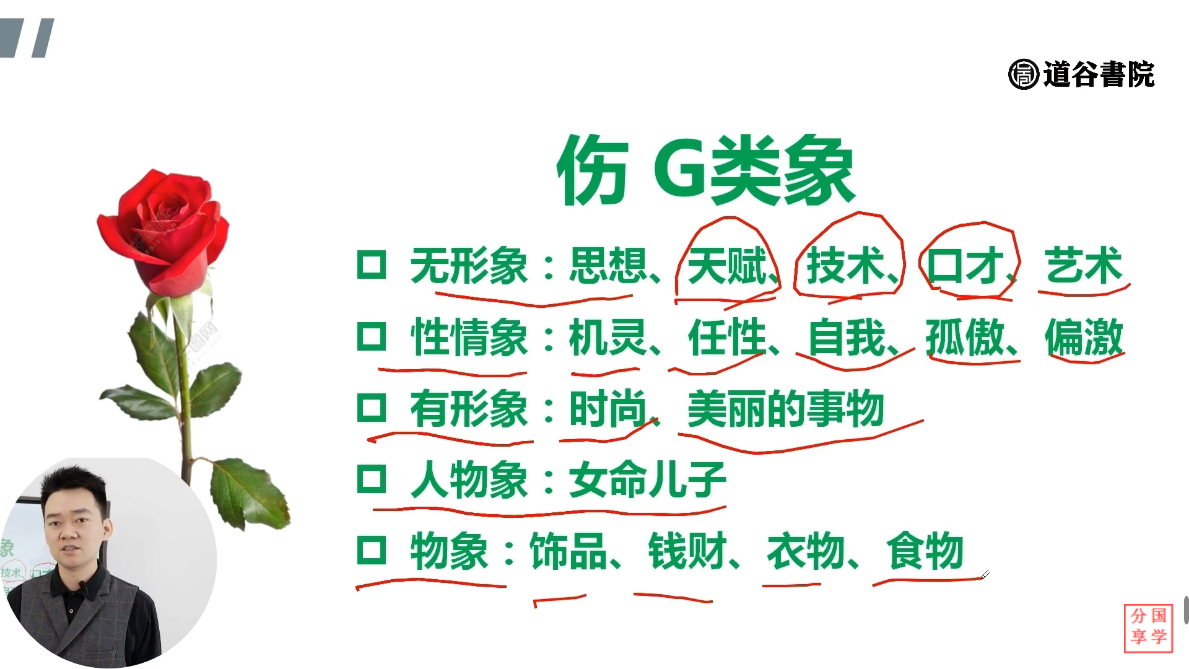 道谷書院
伤 G类象
无形象：思想、天赋、技术、口才、艺术
性情象：机灵、任性、自我、孤傲、偏激
有形象：时尚、美丽的事物
人物象：女命儿子
物象：饰品、钱财、衣物、食物
分国
享学